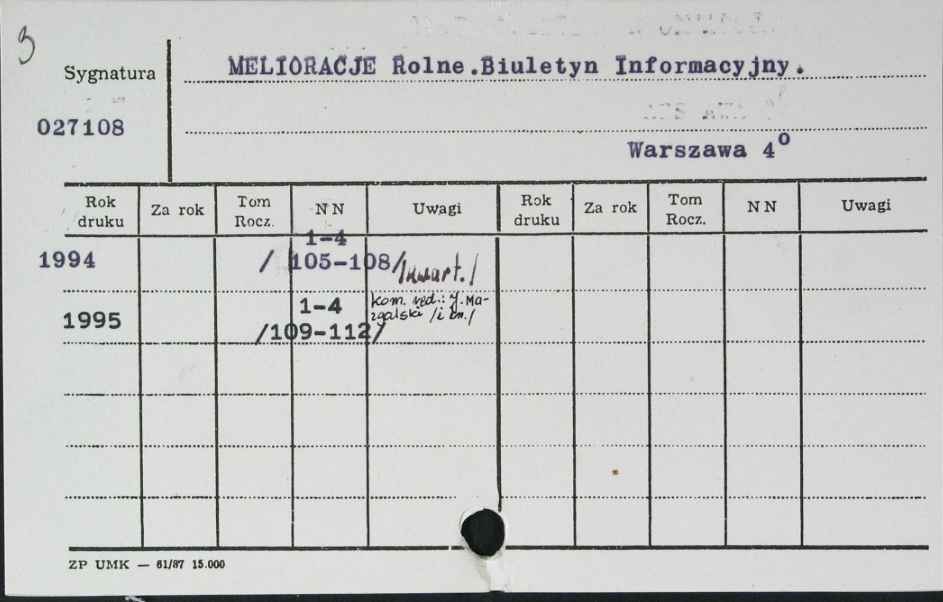 3
Sygnatura
MELIORACJE Rolne.Biuletyn Informacyjny.
027108
Warszawa 4⁰
Rok druku Za rok Tom Rocz. NN Uwagi Rok druku Za rok Tom Rocz. NN Uwagi
1-4
1994 / 105-108/ /kwart./
1995 1-4 kom. red.: J. Ma-
zgalski /i in./
/109-112/
ZP UMK — 61/87 15.000